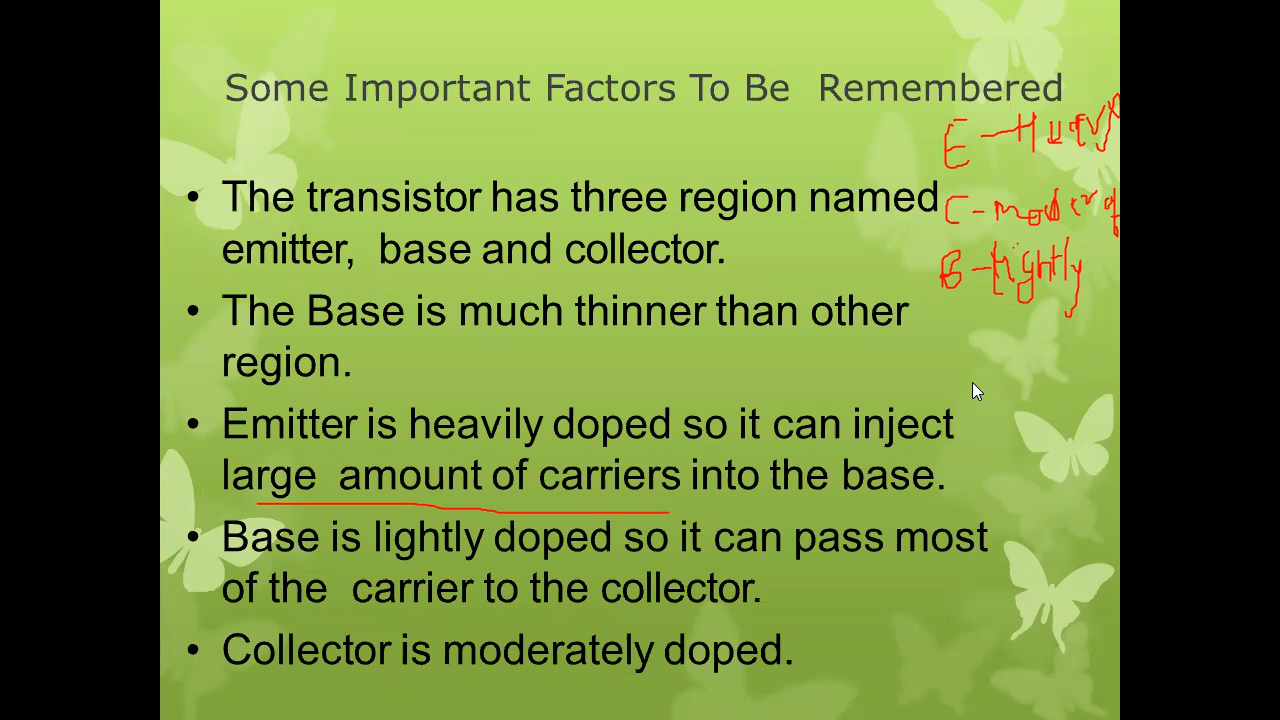 Some Important Factors To Be Remembered
E - Heavy
• The transistor has three region named
C - moderat
emitter, base and collector.
B - lightly
• The Base is much thinner than other
region.
• Emitter is heavily doped so it can inject
large amount of carriers into the base.
• Base is lightly doped so it can pass most
of the carrier to the collector.
• Collector is moderately doped.